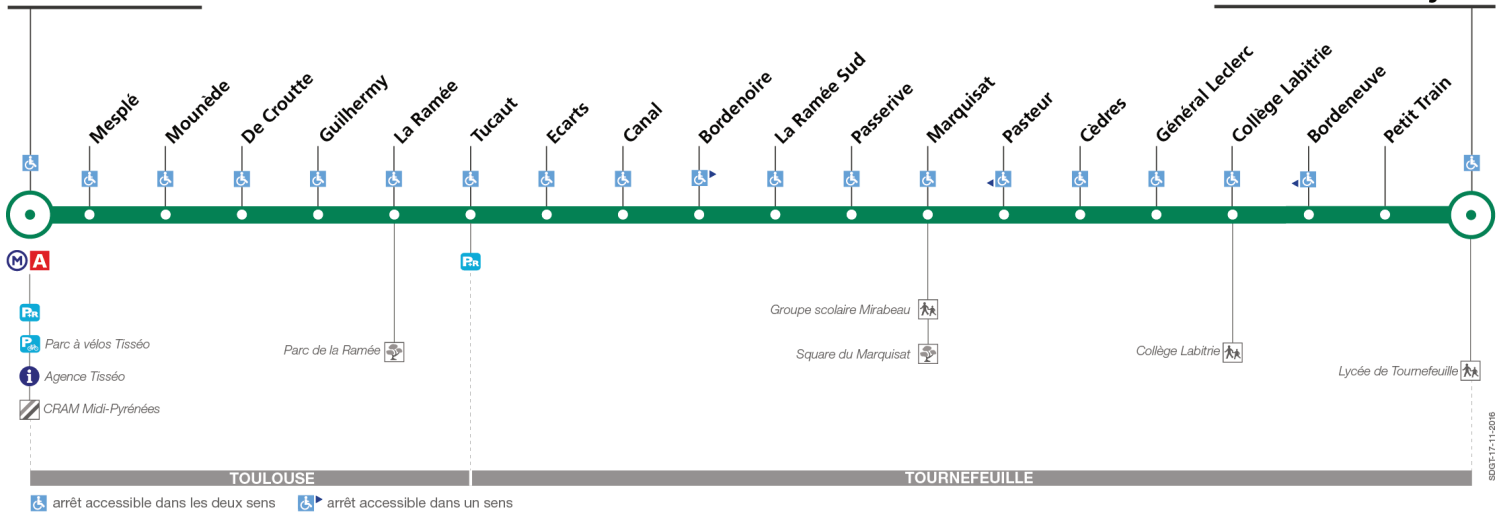 Mesplé
Mounède
De Croutte
Guilhermy
La Ramée
Tucaut
Ecarts
Canal
Bordenoire
La Ramée Sud
Passerive
Marquisat
Pasteur
Cèdres
Général Leclerc
Collège Labitrie
Bordeneuve
Petit Train
M A
P+R
P+R
Parc à vélos Tisséo
Agence Tisséo
CRAM Midi-Pyrénées
Parc de la Ramée
Groupe scolaire Mirabeau
Square du Marquisat
Collège Labitrie
Lycée de Tournefeuille
TOULOUSE
TOURNEFEUILLE
arrêt accessible dans les deux sens
arrêt accessible dans un sens
SDGT-17-11-2016